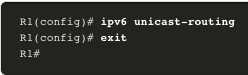 R1(config)# ipv6 unicast-routing
R1(config)# exit
R1#